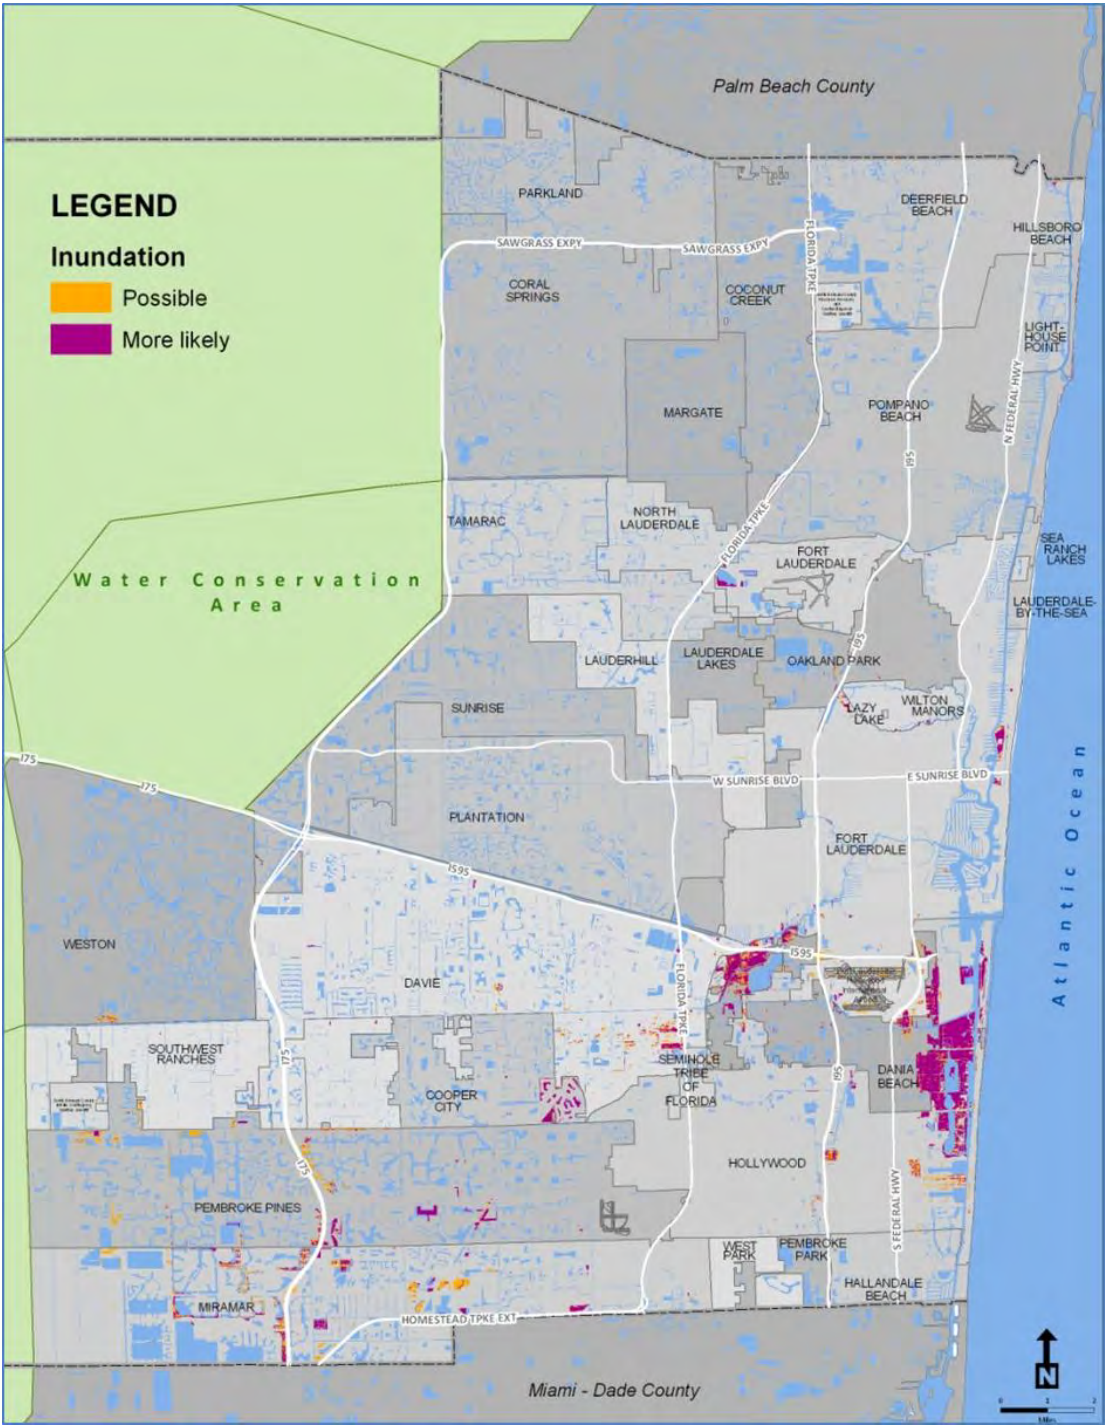 Palm Beach County
LEGEND
Inundation
Possible
More likely
PARKLAND
DEERFIELD
BEACH
HILLSBORO
BEACH
SAWGRASS EXPY
SAWGRASS EXPY
FLORIDA TPKE
CORAL
SPRINGS
COCONUT
CREEK
LIGHT-
HOUSE
POINT
N FEDERAL HWY
MARGATE
POMPANO
BEACH
I95
TAMARAC
NORTH
LAUDERDALE
FLORIDA TPKE
FORT
LAUDERDALE
SEA
RANCH
LAKES
Water Conservation
Area
LAUDERDALE-
BY-THE-SEA
LAUDERHILL
LAUDERDALE
LAKES
OAKLAND PARK
I95
SUNRISE
LAZY
LAKE
WILTON
MANORS
I75
I75
W SUNRISE BLVD
E SUNRISE BLVD
PLANTATION
FORT
LAUDERDALE
Atlantic Ocean
I595
WESTON
DAVIE
FLORIDA TPKE
I595
International
SOUTHWEST
RANCHES
I75
SEMINOLE
TRIBE
OF
FLORIDA
I95
DANIA
BEACH
COOPER
CITY
HOLLYWOOD
I75
S FEDERAL HWY
PEMBROKE PINES
WEST
PARK
PEMBROKE
PARK
HALLANDALE
BEACH
MIRAMAR
HOMESTEAD TPKE EXT
Miami - Dade County
N
0 1 2
Miles